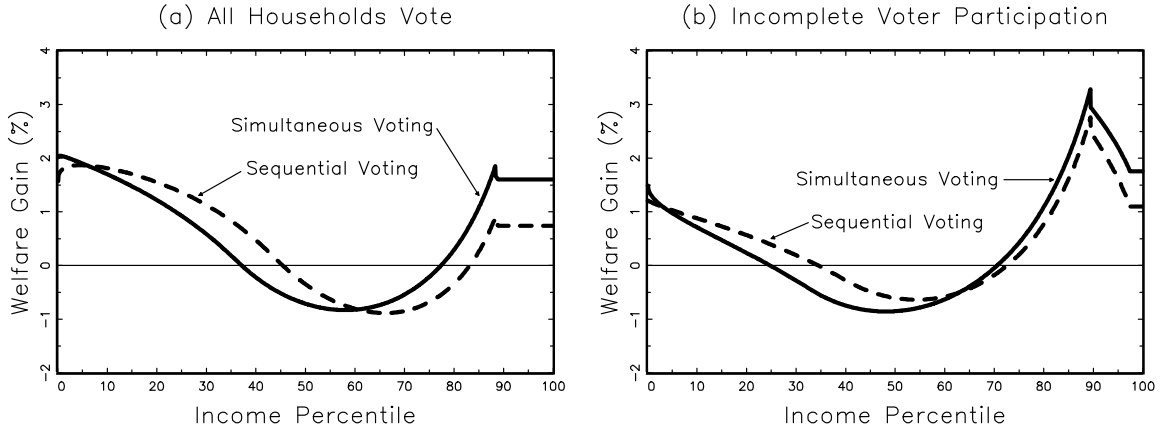 (a) All Households Vote
(b) Incomplete Voter Participation
Welfare Gain (%)
4
3
2
1
0
-1
-2
Simultaneous Voting
Sequential Voting
0 10 20 30 40 50 60 70 80 90 100
Income Percentile
Welfare Gain (%)
4
3
2
1
0
-1
-2
Simultaneous Voting
Sequential Voting
0 10 20 30 40 50 60 70 80 90 100
Income Percentile